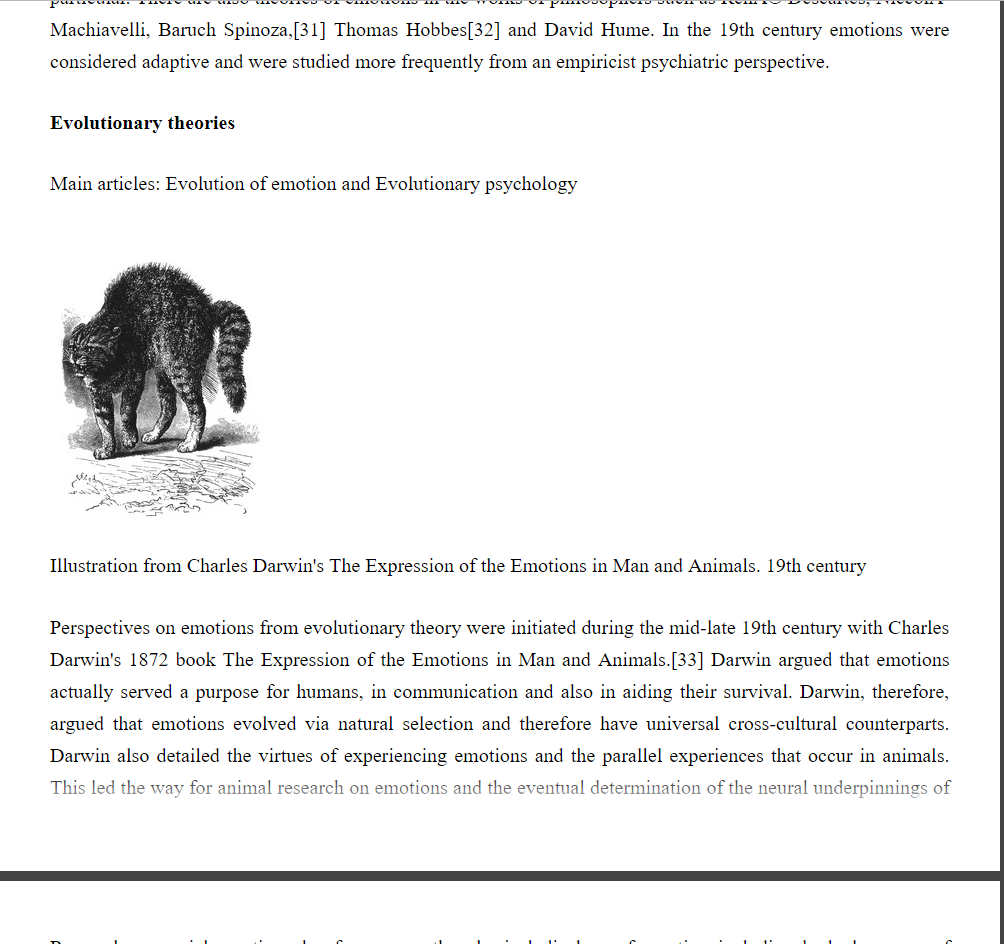 Machiavelli, Baruch Spinoza,[31] Thomas Hobbes[32] and David Hume. In the 19th century emotions were
considered adaptive and were studied more frequently from an empiricist psychiatric perspective.
Evolutionary theories
Main articles: Evolution of emotion and Evolutionary psychology
Illustration from Charles Darwin's The Expression of the Emotions in Man and Animals. 19th century
Perspectives on emotions from evolutionary theory were initiated during the mid-late 19th century with Charles
Darwin's 1872 book The Expression of the Emotions in Man and Animals.[33] Darwin argued that emotions
actually served a purpose for humans, in communication and also in aiding their survival. Darwin, therefore,
argued that emotions evolved via natural selection and therefore have universal cross-cultural counterparts.
Darwin also detailed the virtues of experiencing emotions and the parallel experiences that occur in animals.
This led the way for animal research on emotions and the eventual determination of the neural underpinnings of